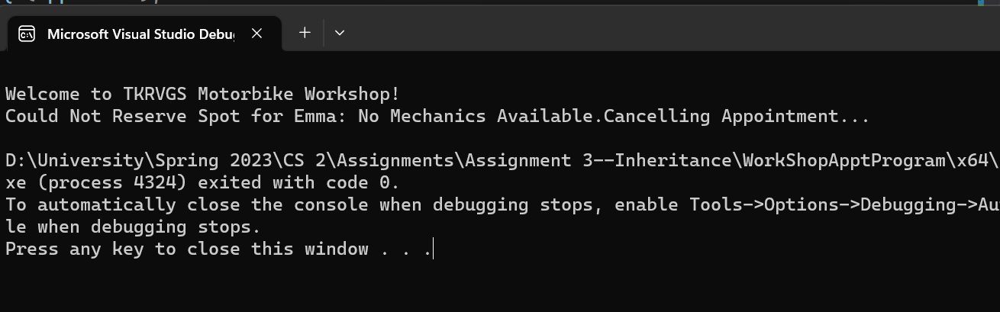 Microsoft Visual Studio Debu
Welcome to TKRVGS Motorbike Workshop!
Could Not Reserve Spot for Emma: No Mechanics Available.Cancelling Appointment...
D:\University\Spring 2023\CS 2\Assignments\Assignment 3--Inheritance\WorkShopApptProgram\x64\
xe (process 4324) exited with code 0.
To automatically close the console when debugging stops, enable Tools->Options->Debugging->Au
le when debugging stops.
Press any key to close this window . . .